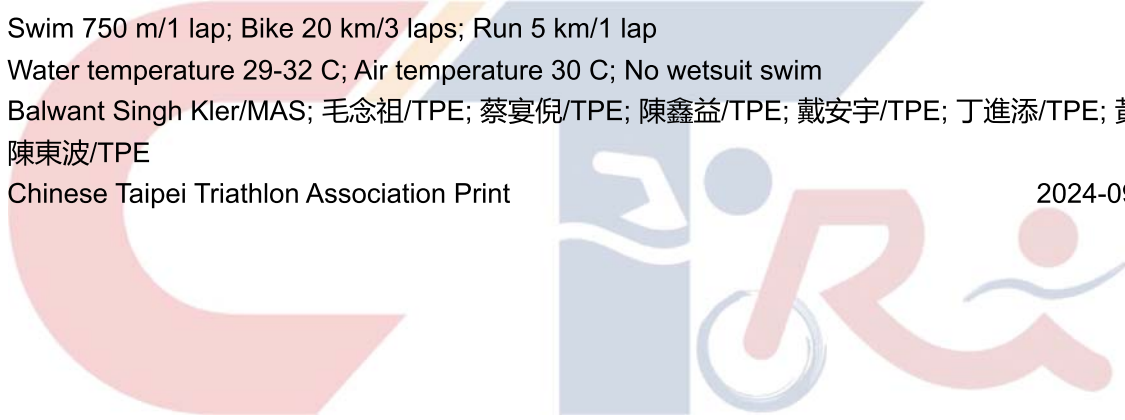 Swim 750 m/1 lap; Bike 20 km/3 laps; Run 5 km/1 lap
Water temperature 29-32 C; Air temperature 30 C; No wetsuit swim
Balwant Singh Kler/MAS; 毛念祖/TPE; 蔡宴倪/TPE; 陳鑫益/TPE; 戴安宇/TPE; 丁進添/TPE;
陳東波/TPE
Chinese Taipei Triathlon Association Print 2024-09